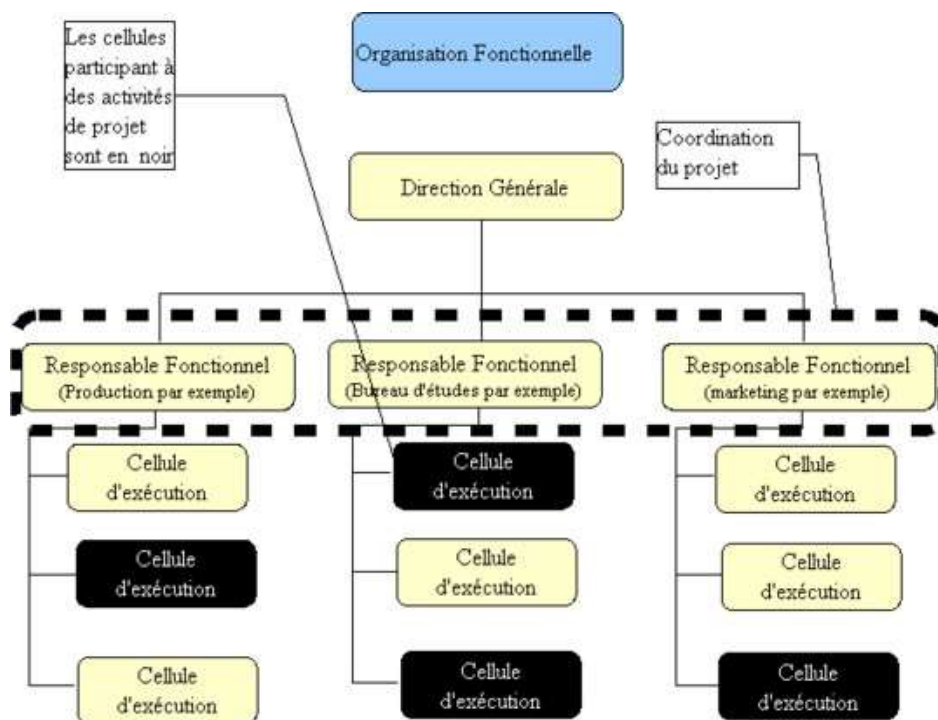 Les cellules
participant à
des activités
de projet
sont en noir
Organisation Fonctionnelle
Coordination
du projet
Direction Générale
Responsable Fonctionnel
(Production par exemple)
Responsable Fonctionnel
(Bureau d'études par exemple)
Responsable Fonctionnel
(marketing par exemple)
Cellule
d'exécution
Cellule
d'exécution
Cellule
d'exécution
Cellule
d'exécution
Cellule
d'exécution
Cellule
d'exécution
Cellule
d'exécution
Cellule
d'exécution
Cellule
d'exécution